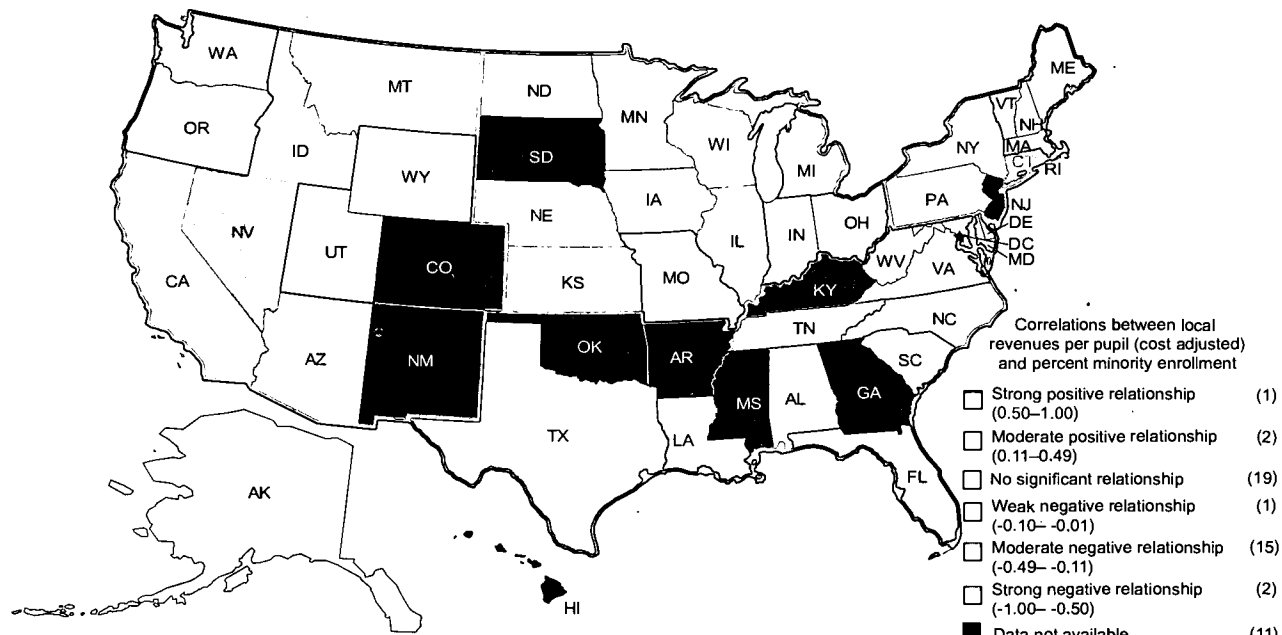 WA
MT
ND
MN
ME
VT
NH
OR
ID
WY
SD
WI
MI
NY
MA
CT
RI
NV
UT
CO
NE
IA
IL
IN
OH
PA
NJ
DE
DC
MD
CA
KS
MO
KY
WV
VA
AZ
NM
OK
AR
TN
NC
SC
TX
LA
MS
AL
GA
FL
AK
HI
Correlations between local
revenues per pupil (cost adjusted)
and percent minority enrollment
Strong positive relationship (1)
(0.50–1.00)
Moderate positive relationship (2)
(0.11–0.49)
No significant relationship (19)
Weak negative relationship (1)
(-0.10– -0.01)
Moderate negative relationship (15)
(-0.49– -0.11)
Strong negative relationship (2)
(-1.00– -0.50)
Data not available (11)